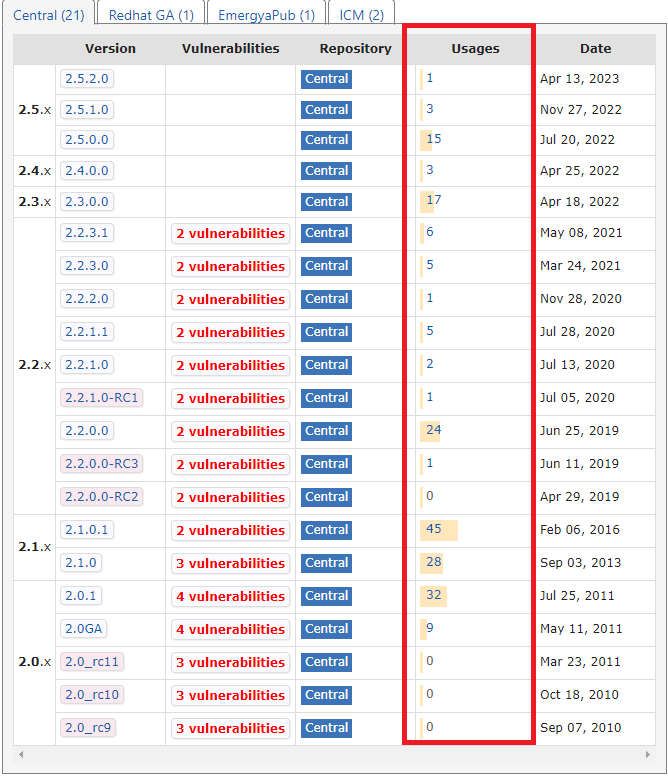 Central (21) Redhat GA (1) EmergyaPub (1) ICM (2)
Version Vulnerabilities Repository Usages Date
2.5.x
2.5.2.0 Central 1 Apr 13, 2023
2.5.1.0 Central 3 Nov 27, 2022
2.5.0.0 Central 15 Jul 20, 2022
2.4.x 2.4.0.0 Central 3 Apr 25, 2022
2.3.x 2.3.0.0 Central 17 Apr 18, 2022
2.2.x
2.2.3.1 2 vulnerabilities Central 6 May 08, 2021
2.2.3.0 2 vulnerabilities Central 5 Mar 24, 2021
2.2.2.0 2 vulnerabilities Central 1 Nov 28, 2020
2.2.1.1 2 vulnerabilities Central 5 Jul 28, 2020
2.2.1.0 2 vulnerabilities Central 2 Jul 13, 2020
2.2.1.0-RC1 2 vulnerabilities Central 1 Jul 05, 2020
2.2.0.0 2 vulnerabilities Central 24 Jun 25, 2019
2.2.0.0-RC3 2 vulnerabilities Central 1 Jun 11, 2019
2.2.0.0-RC2 2 vulnerabilities Central 0 Apr 29, 2019
2.1.x
2.1.0.1 2 vulnerabilities Central 45 Feb 06, 2016
2.1.0 3 vulnerabilities Central 28 Sep 03, 2013
2.0.x
2.0.1 4 vulnerabilities Central 32 Jul 25, 2011
2.0GA 4 vulnerabilities Central 9 May 11, 2011
2.0_rc11 3 vulnerabilities Central 0 Mar 23, 2011
2.0_rc10 3 vulnerabilities Central 0 Oct 18, 2010
2.0_rc9 3 vulnerabilities Central 0 Sep 07, 2010